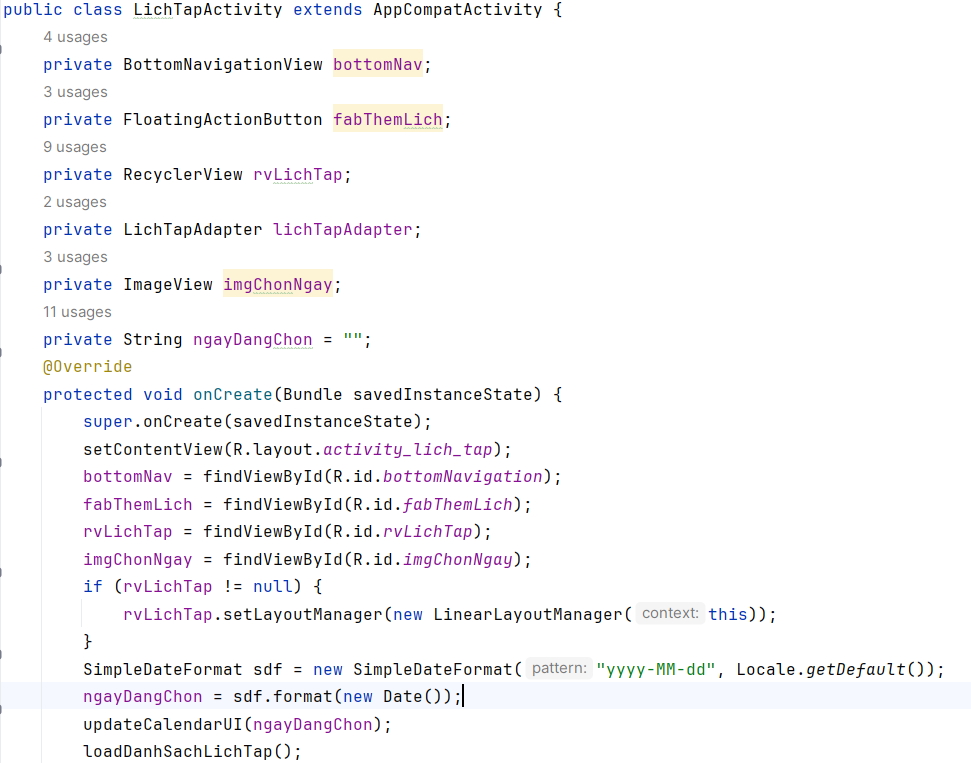 public class LichTapActivity extends AppCompatActivity {
4 usages
private BottomNavigationView bottomNav;
3 usages
private FloatingActionButton fabThemLich;
9 usages
private RecyclerView rvLichTap;
2 usages
private LichTapAdapter lichTapAdapter;
3 usages
private ImageView imgChonNgay;
11 usages
private String ngayDangChon = "";
@Override
protected void onCreate(Bundle savedInstanceState) {
super.onCreate(savedInstanceState);
setContentView(R.layout.activity_lich_tap);
bottomNav = findViewById(R.id.bottomNavigation);
fabThemLich = findViewById(R.id.fabThemLich);
rvLichTap = findViewById(R.id.rvLichTap);
imgChonNgay = findViewById(R.id.imgChonNgay);
if (rvLichTap != null) {
rvLichTap.setLayoutManager(new LinearLayoutManager( context: this));
}
SimpleDateFormat sdf = new SimpleDateFormat( pattern: "yyyy-MM-dd", Locale.getDefault());
ngayDangChon = sdf.format(new Date());
updateCalendarUI(ngayDangChon);
loadDanhSachLichTap();